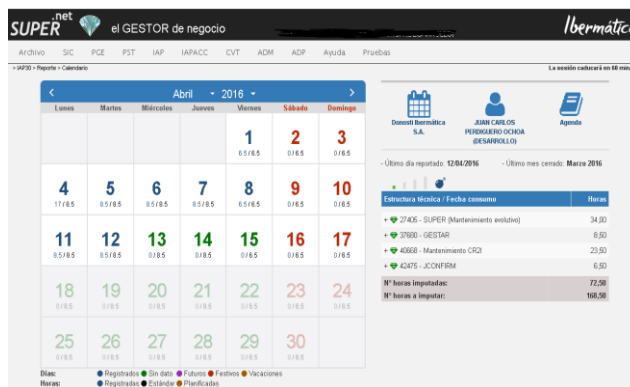 SUPER.net el GESTOR de negocio Ibermática
Archivo SIC PGE PST IAP IAPACC CVT ADM ADP Ayuda Pruebas
> IAP30 > Reporte > Calendario La sesión caducará en 60 min
Abril 2016
Lunes Martes Miércoles Jueves Viernes Sábado Domingo
1 2 3
6.5/6.5 0/6.5 0/6.5
4 5 6 7 8 9 10
17/8.5 8.5/8.5 8.5/8.5 8.5/8.5 6.5/6.5 0/6.5 0/6.5
11 12 13 14 15 16 17
8.5/8.5 8.5/8.5 0/8.5 0/8.5 0/6.5 0/6.5 0/6.5
18 19 20 21 22 23 24
25 26 27 28 29 30
Días: Registrados Sin dato Futuros Festivos Vacaciones
Horas: Registradas Estándar Planificadas
Donosti Ibermática S.A.
JUAN CARLOS PERDIGUERO OCHOA (DESARROLLO)
Agenda
- Último día reportado: 12/04/2016 - Último mes cerrado: Marzo 2016
Estructura técnica / Fecha consumo Horas
+ 27405 - SUPER (Mantenimiento evolutivo) 34,00
+ 37680 - GESTAR 8,50
+ 40668 - Mantenimiento CR2I 23,50
+ 42475 - JCONFIRM 6,50
Nº horas imputadas: 72,50
Nº horas a imputar: 168,50